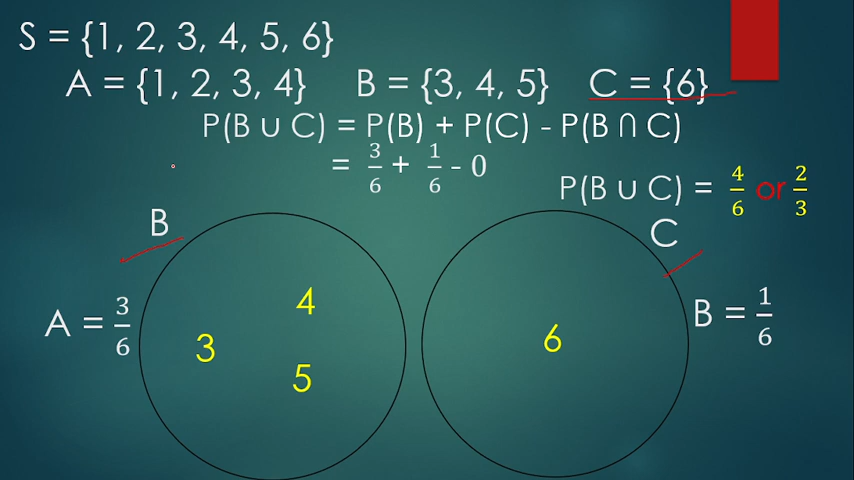 S = {1, 2, 3, 4, 5, 6}
A = {1, 2, 3, 4} B = {3, 4, 5} C = {6}
P(B ∪ C) = P(B) + P(C) - P(B ∩ C)
= 3/6 + 1/6 - 0
P(B ∪ C) = 4/6 or 2/3
B
C
A = 3/6
B = 1/6
4
3
5
6